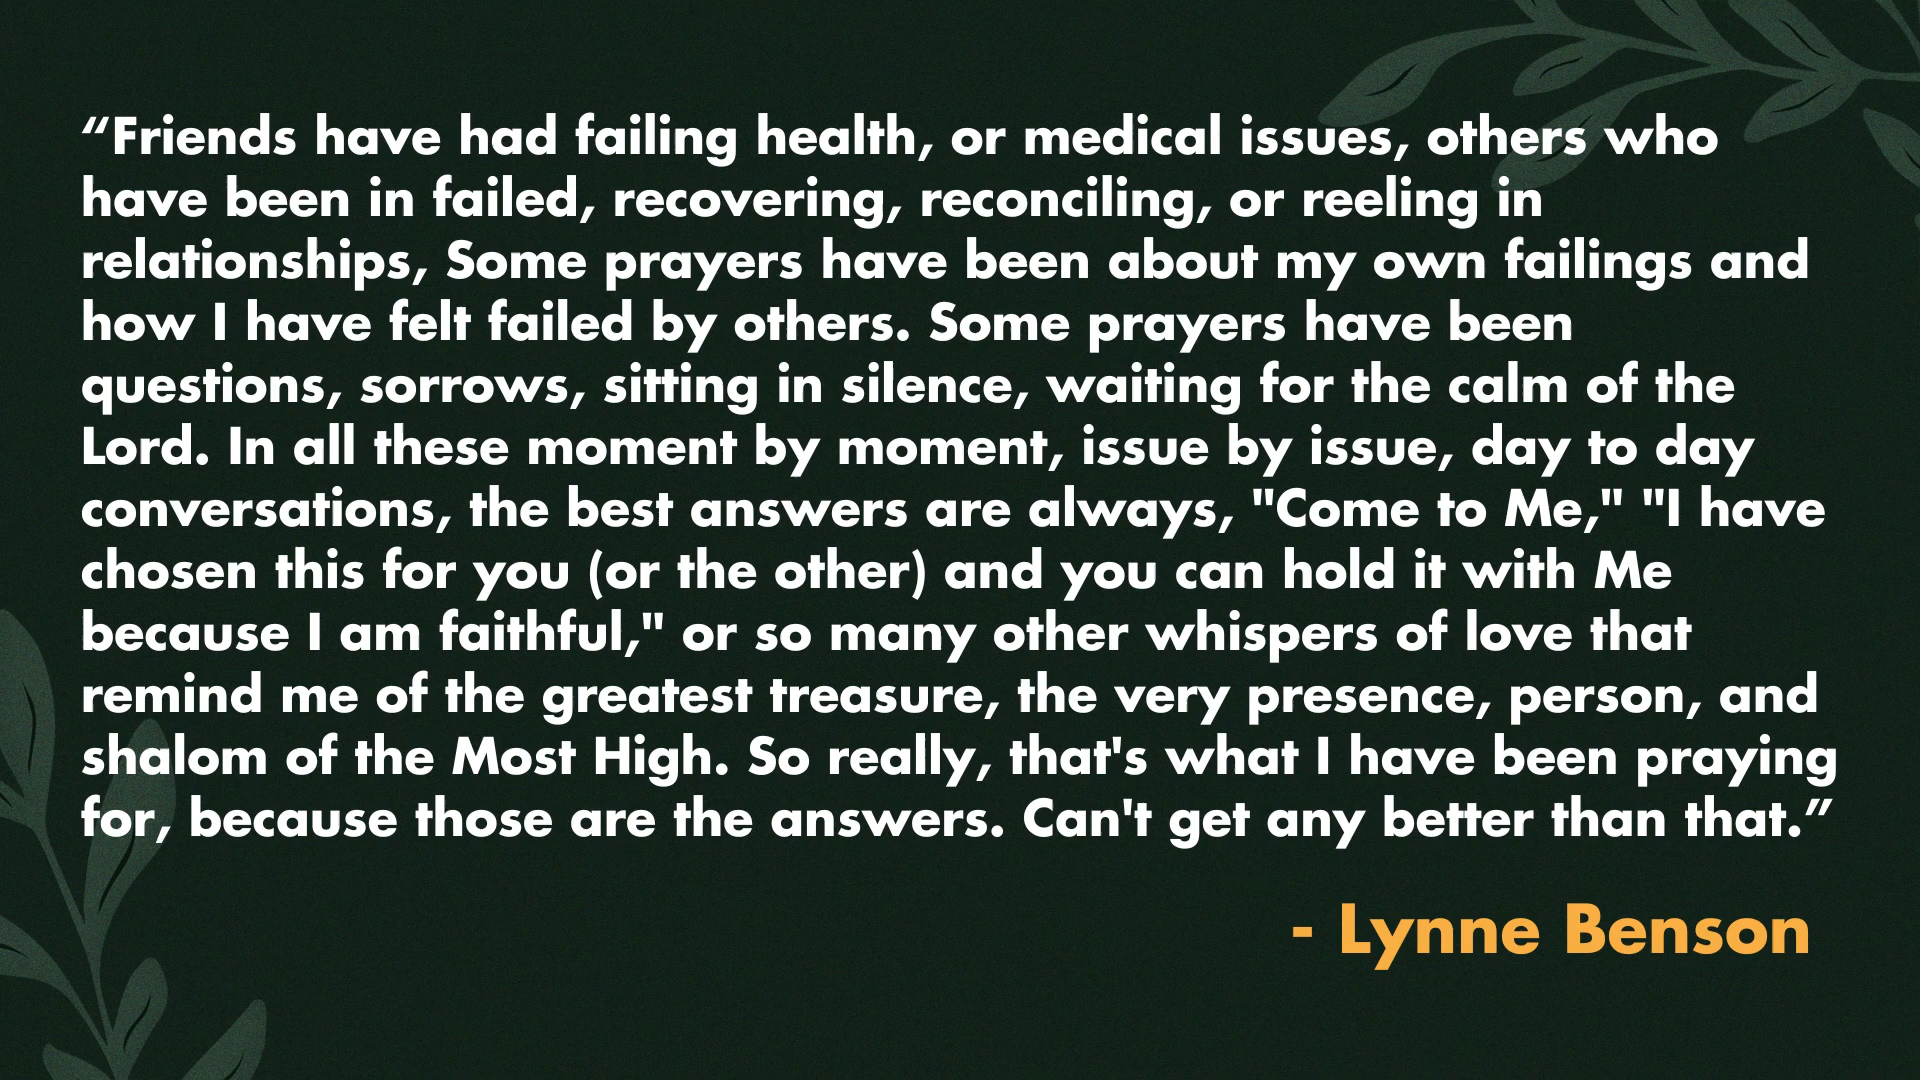 “Friends have had failing health, or medical issues, others who
have been in failed, recovering, reconciling, or reeling in
relationships, Some prayers have been about my own failings and
how I have felt failed by others. Some prayers have been
questions, sorrows, sitting in silence, waiting for the calm of the
Lord. In all these moment by moment, issue by issue, day to day
conversations, the best answers are always, "Come to Me," "I have
chosen this for you (or the other) and you can hold it with Me
because I am faithful," or so many other whispers of love that
remind me of the greatest treasure, the very presence, person, and
shalom of the Most High. So really, that's what I have been praying
for, because those are the answers. Can't get any better than that.”
- Lynne Benson